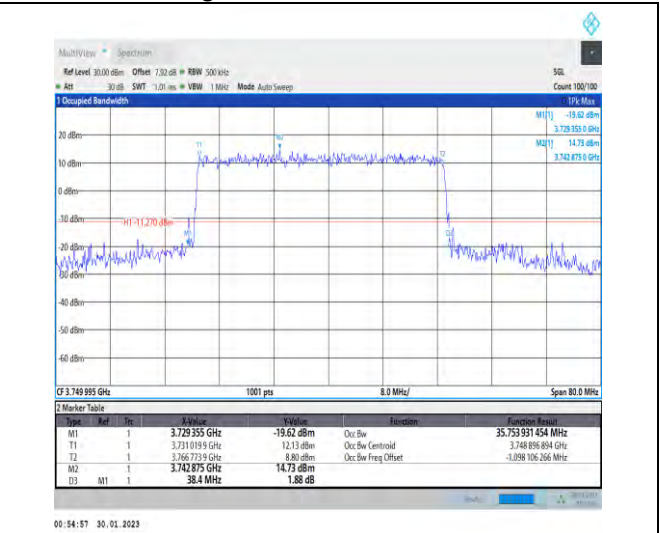 MultiView Spectrum
Ref Level 30.00 dBm Offset 7.92 dB RBW 500 kHz SGL
Att 30 dB SWT 1.01 ms VBW 1 MHz Mode Auto Sweep Count 100/100
1 Occupied Bandwidth 1Pk Max
M1[1] -19.62 dBm
3.729 355 0 GHz
M2[1] 14.73 dBm
3.742 875 0 GHz
20 dBm
10 dBm
0 dBm
-10 dBm
H1 -11.270 dBm
-20 dBm
-30 dBm
-40 dBm
-50 dBm
-60 dBm
T1
M2
T2
M1
CF 3.749 995 GHz 1001 pts 8.0 MHz/ Span 80.0 MHz
2 Marker Table
Type Ref Trc X-Value Y-Value Function Function Result
M1 1 3.729 355 GHz -19.62 dBm Occ Bw 35.753 931 454 MHz
T1 1 3.731 019 9 GHz 12.13 dBm Occ Bw Centroid 3.748 896 894 GHz
T2 1 3.766 773 9 GHz 8.80 dBm Occ Bw Freq Offset -1.098 106 266 MHz
M2 1 3.742 875 GHz 14.73 dBm
D3 M1 1 38.4 MHz 1.88 dB
00:54:57 30.01.2023